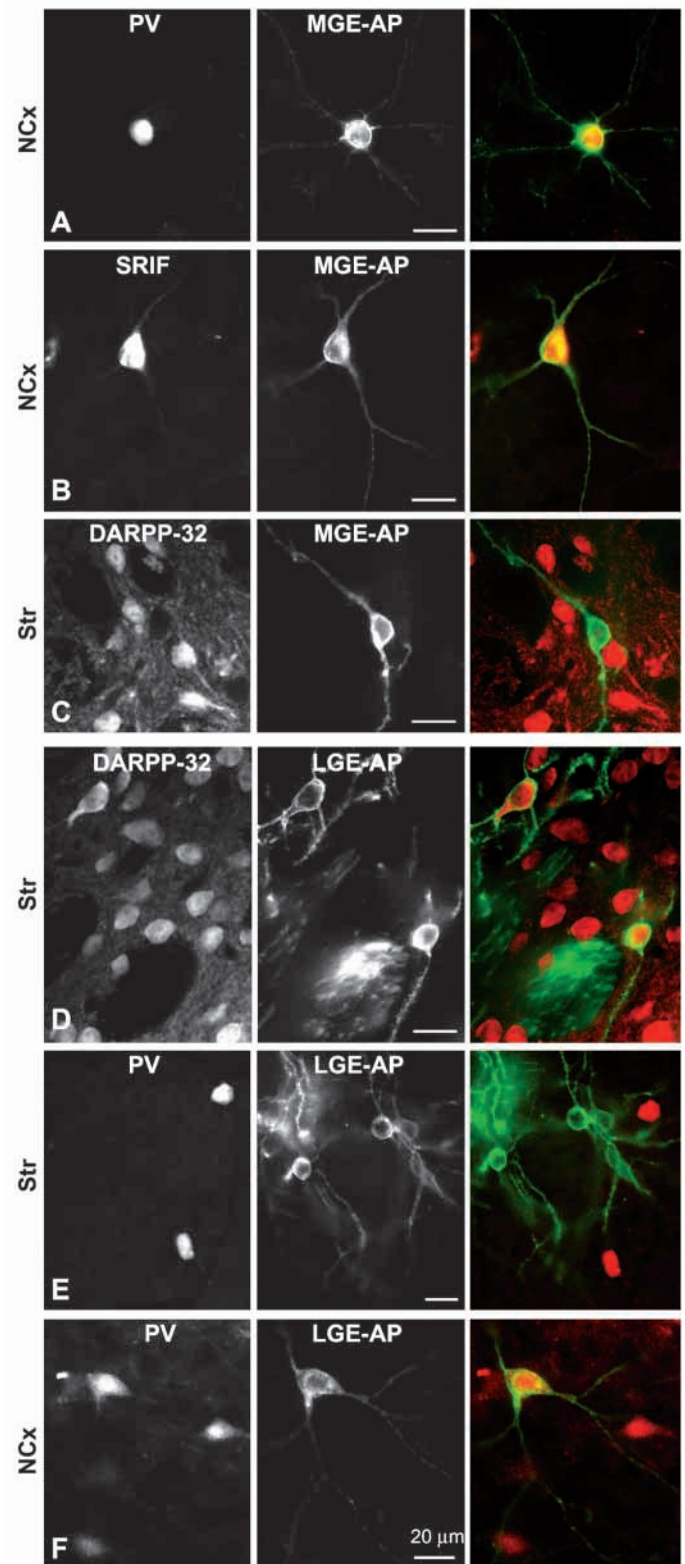 PV MGE-AP
NCx
A
SRIF MGE-AP
NCx
B
DARPP-32 MGE-AP
Str
C
DARPP-32 LGE-AP
Str
D
PV LGE-AP
Str
E
PV LGE-AP
NCx
20 μm
F